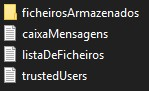 ficheirosArmazenados
caixaMensagens
listaDeFicheiros
trustedUsers